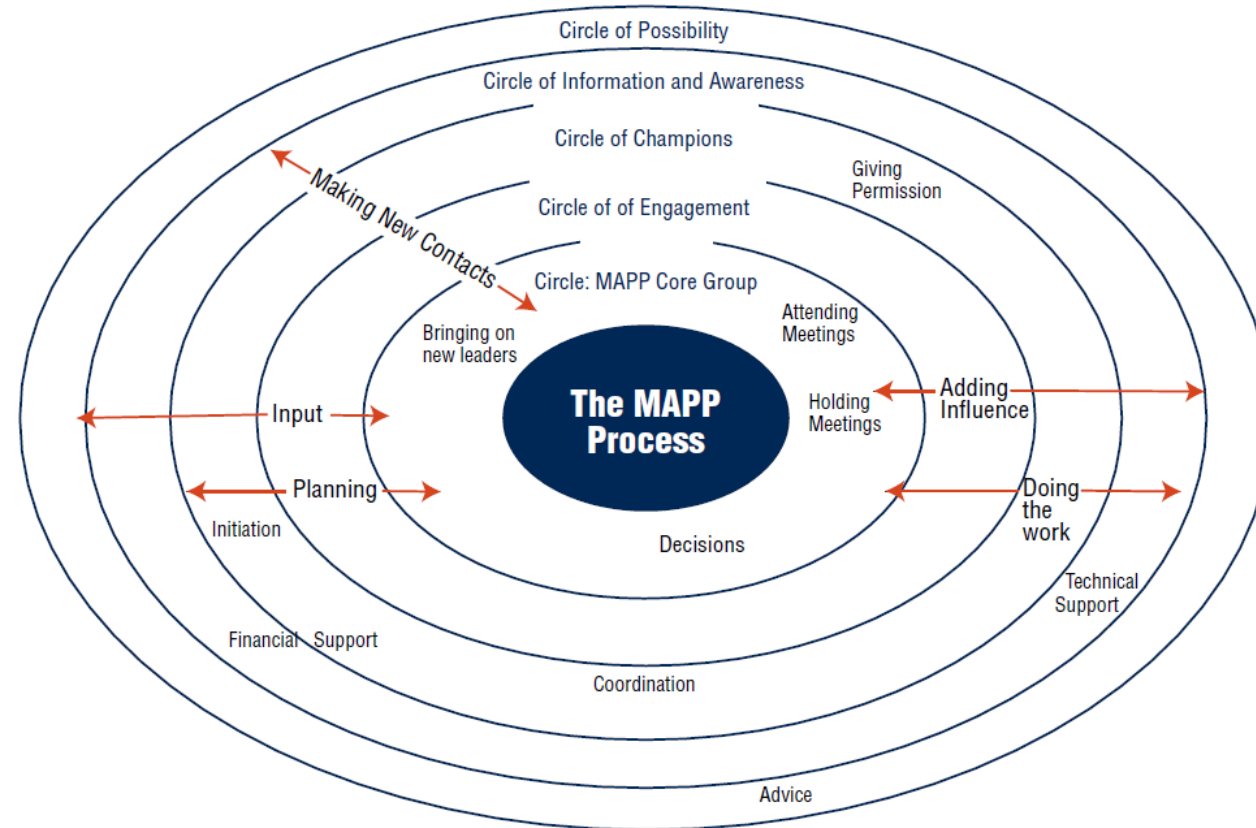 Circle of Possibility
Circle of Information and Awareness
Circle of Champions
Giving
Permission
Making New Contacts
Circle of of Engagement
Circle: MAPP Core Group
Bringing on
new leaders
Attending
Meetings
The MAPP
Process
Holding
Meetings
Adding
Influence
Input
Planning
Initiation
Doing
the
work
Decisions
Technical
Support
Financial Support
Coordination
Advice